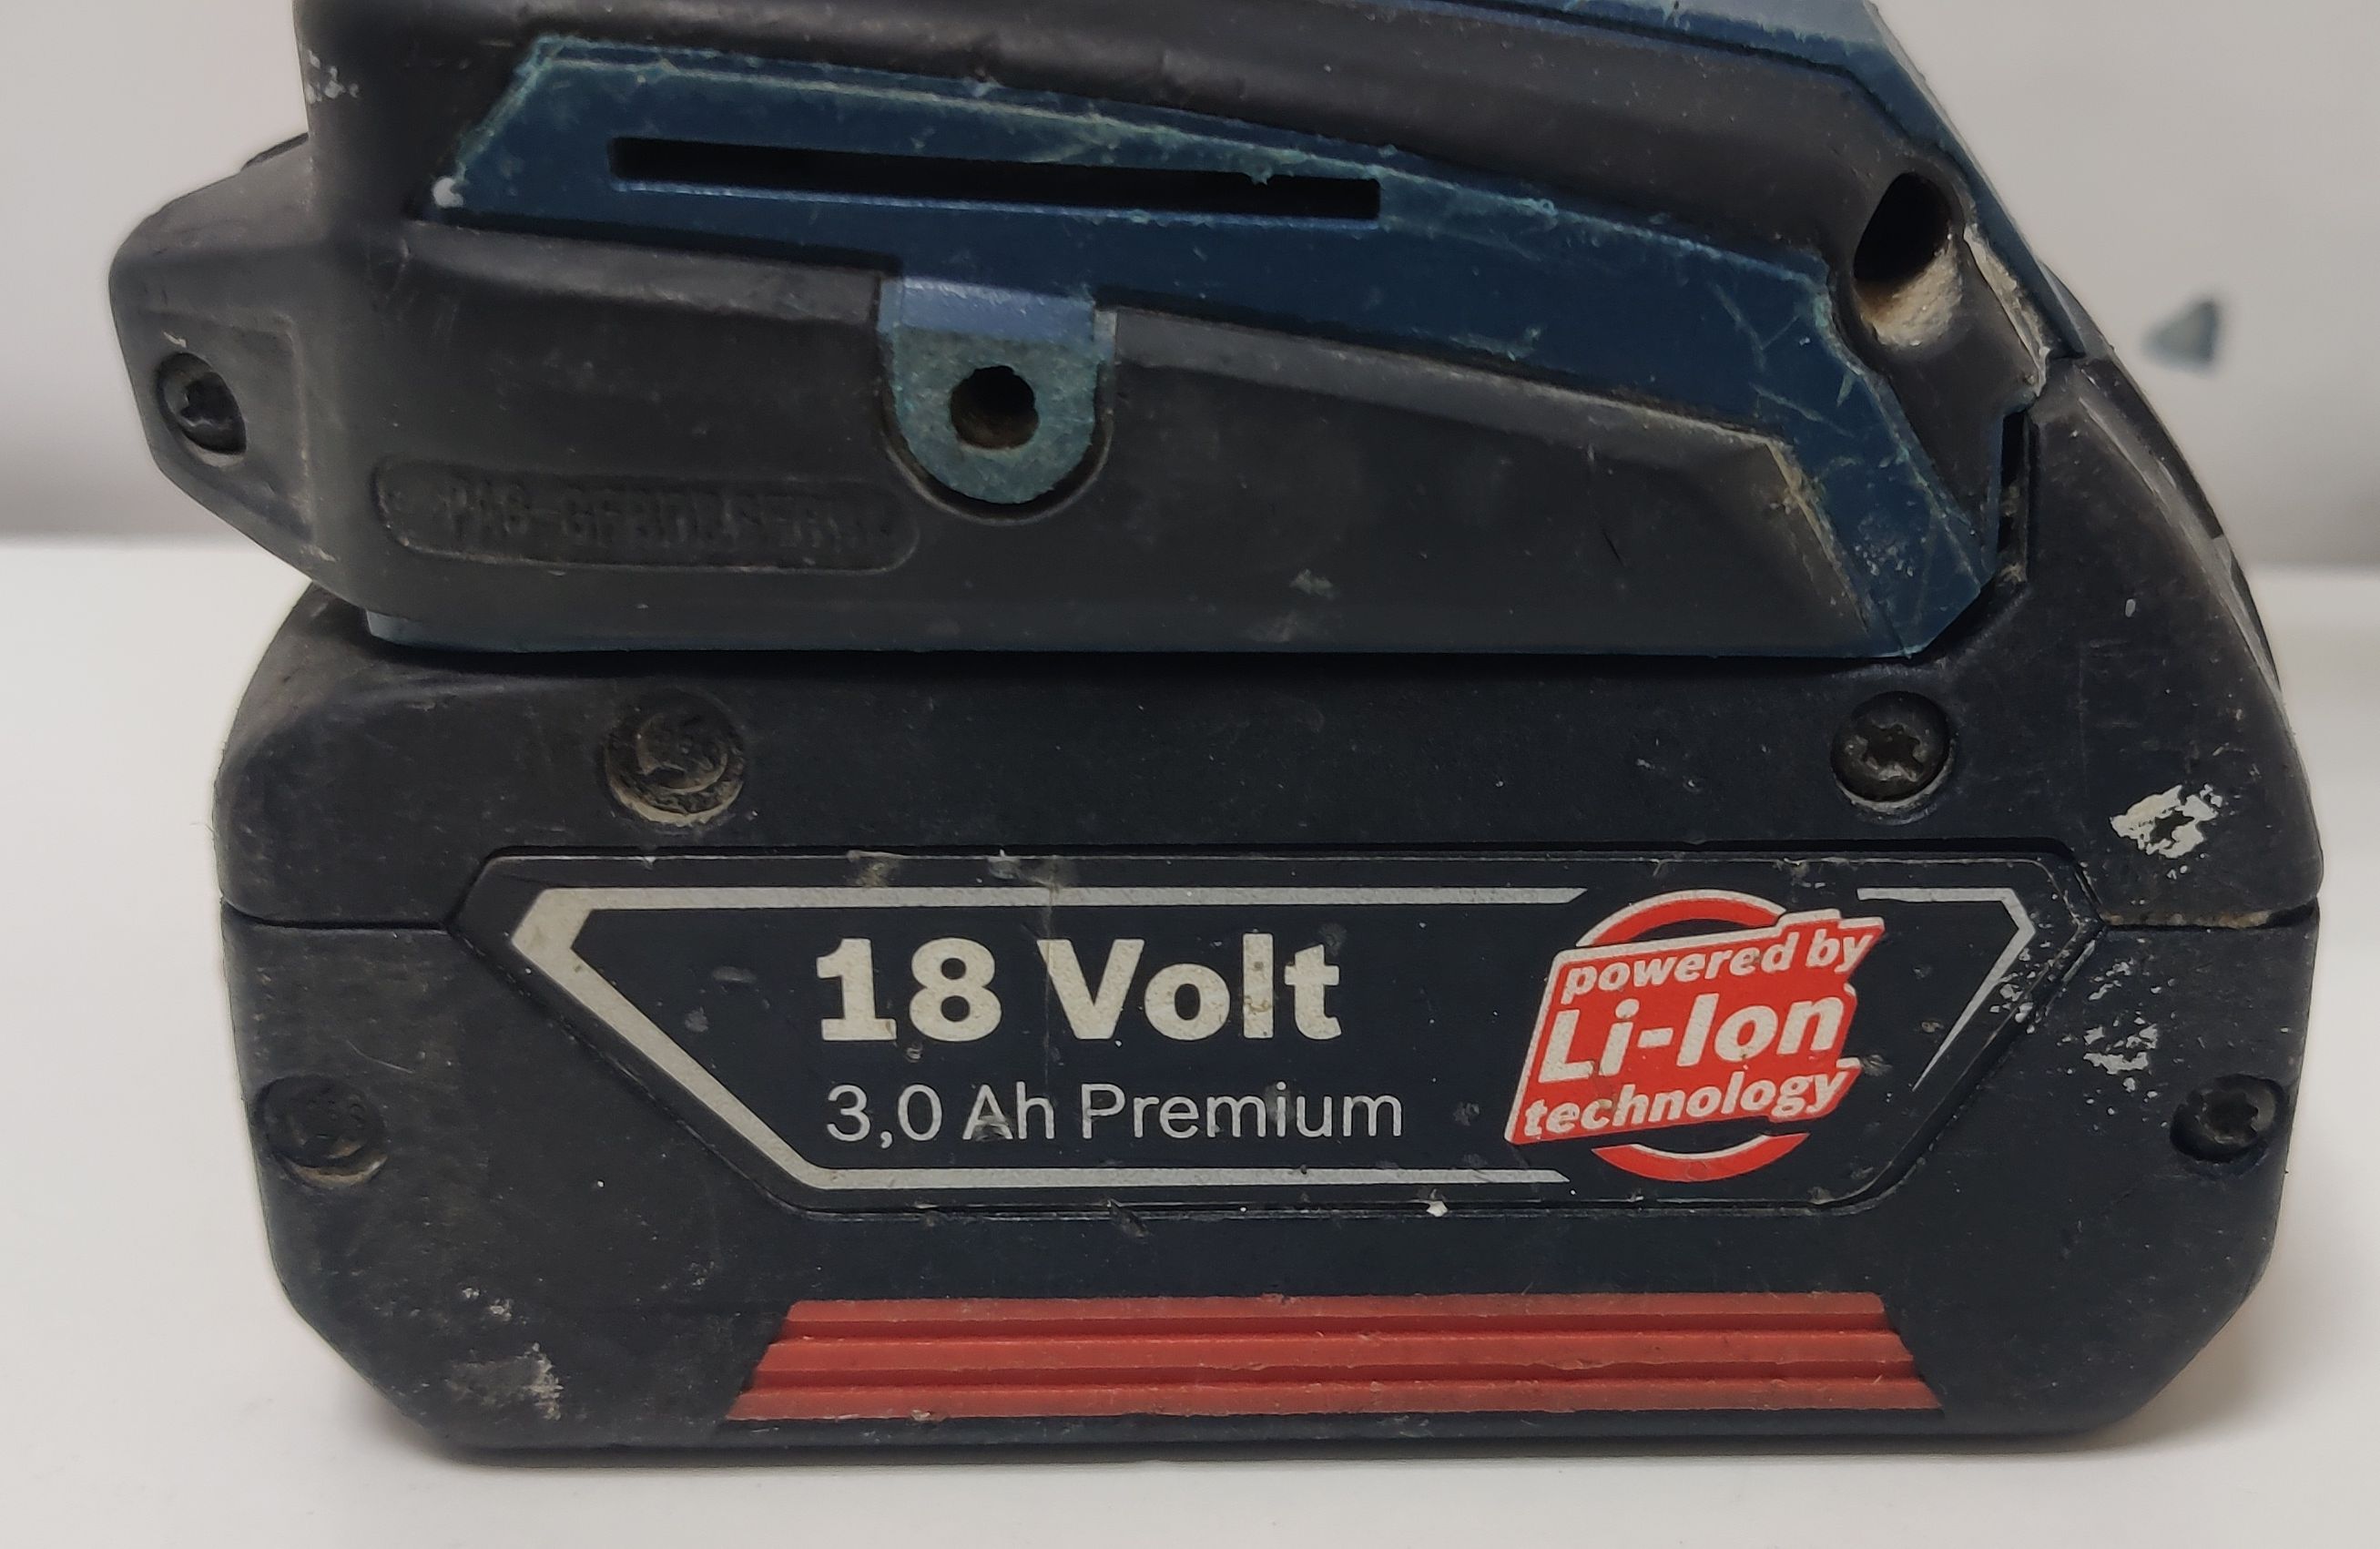 18 Volt
3,0 Ah Premium
powered by
Li-Ion
technology